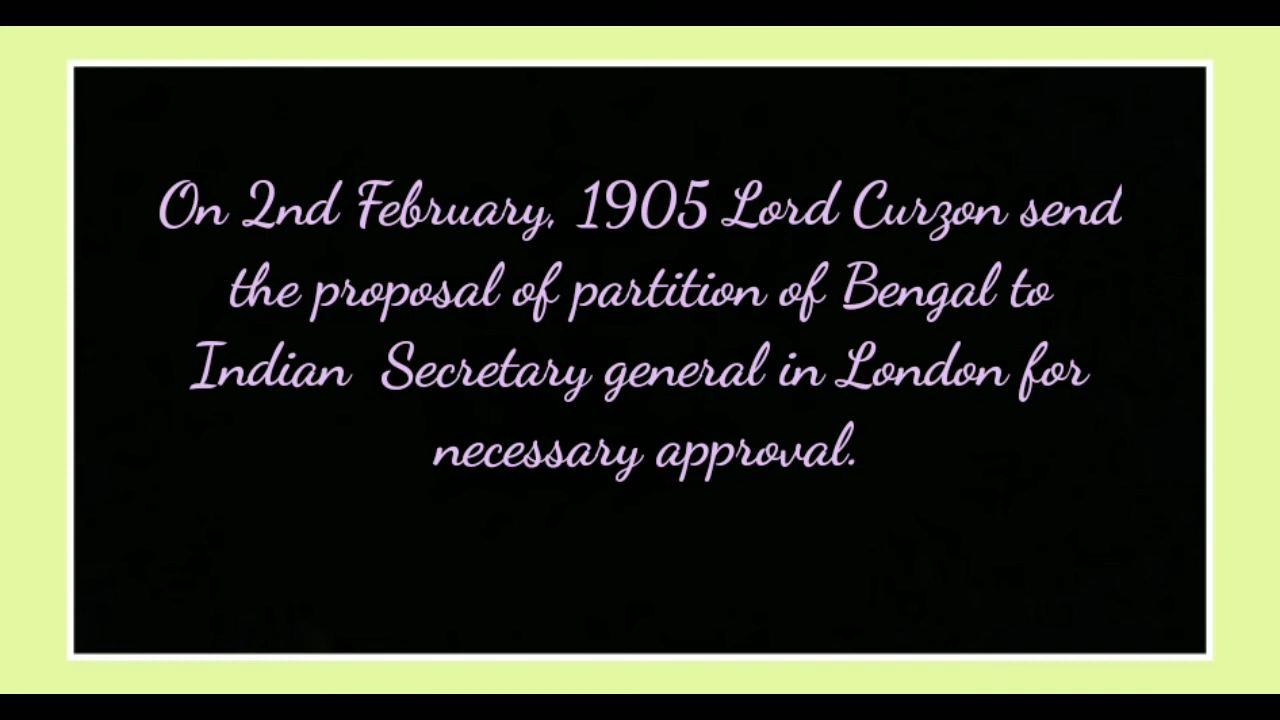 On 2nd February, 1905 Lord Curzon send
the proposal of partition of Bengal to
Indian Secretary general in London for
necessary approval.